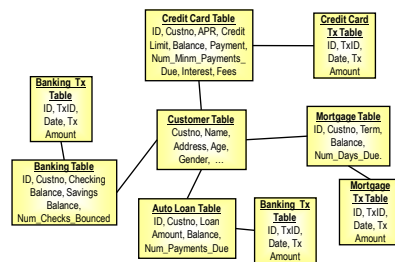 Credit Card Table
ID, Custno, APR, Credit
Limit, Balance, Payment,
Num_Minm_Payments_
Due, Interest, Fees
Credit Card
Tx Table
ID, TxID,
Date, Tx
Amount
Banking Tx
Table
ID, TxID,
Date, Tx
Amount
Customer Table
Custno, Name,
Address, Age,
Gender, ...
Mortgage Table
ID, Custno, Term,
Balance,
Num_Days_Due.
Banking Table
ID, Custno, Checking
Balance, Savings
Balance,
Num_Checks_Bounced
Auto Loan Table
ID, Custno, Loan
Amount, Balance,
Num_Payments_Due
Banking Tx
Table
ID, TxID,
Date, Tx
Amount
Mortgage
Tx Table
ID, TxID,
Date, Tx
Amount